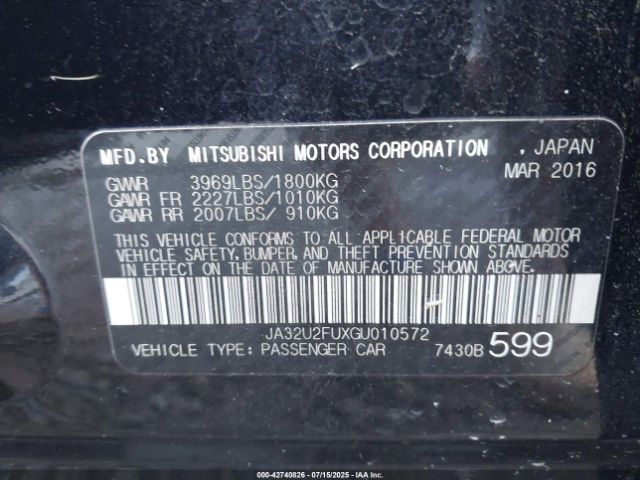 MFD.BY MITSUBISHI MOTORS CORPORATION , JAPAN
MAR 2016
GVWR 3969LBS/1800KG
GAWR FR 2227LBS/1010KG
GAWR RR 2007LBS/ 910KG
THIS VEHICLE CONFORMS TO ALL APPLICABLE FEDERAL MOTOR
VEHICLE SAFETY, BUMPER, AND THEFT PREVENTION STANDARDS
IN EFFECT ON THE DATE OF MANUFACTURE SHOWN ABOVE.
JA32U2FUXGU010572
VEHICLE TYPE: PASSENGER CAR 7430B 599
000-42740826 - 07/15/2025 - IAA Inc.